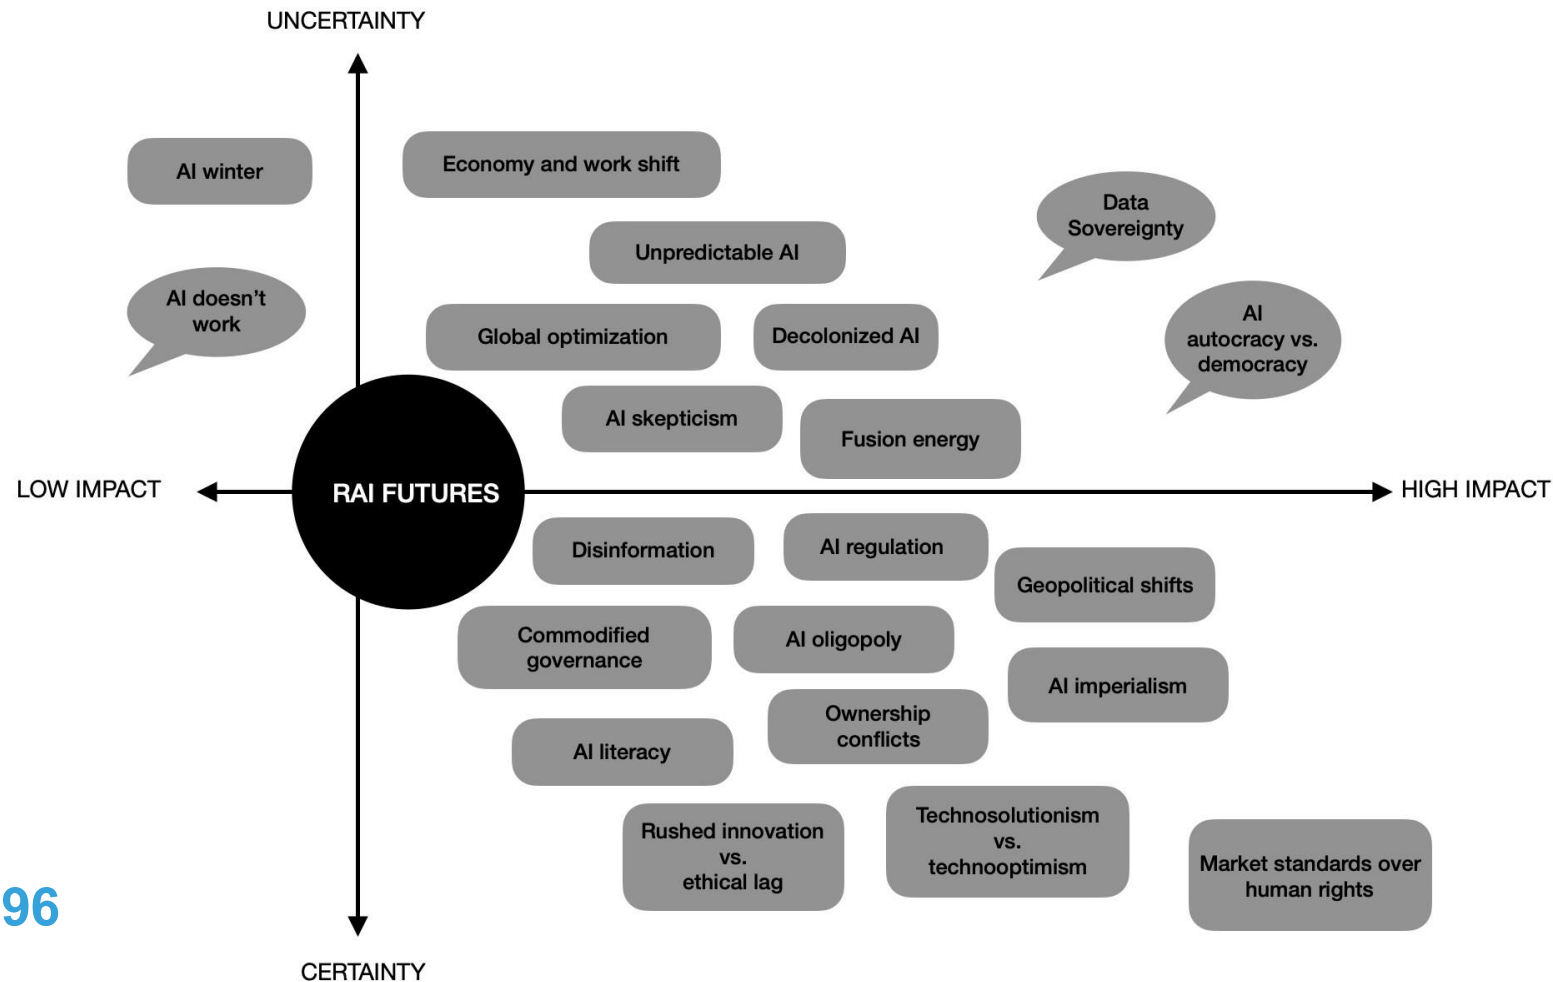 UNCERTAINTY
AI winter
Economy and work shift
Data
Sovereignty
Unpredictable AI
AI doesn’t
work
AI
autocracy vs.
democracy
Global optimization
Decolonized AI
AI skepticism
Fusion energy
LOW IMPACT
RAI FUTURES
HIGH IMPACT
Disinformation
AI regulation
Geopolitical shifts
Commodified
governance
AI oligopoly
AI imperialism
Ownership
conflicts
AI literacy
Rushed innovation
vs.
ethical lag
Technosolutionism
vs.
technooptimism
Market standards over
human rights
96
CERTAINTY